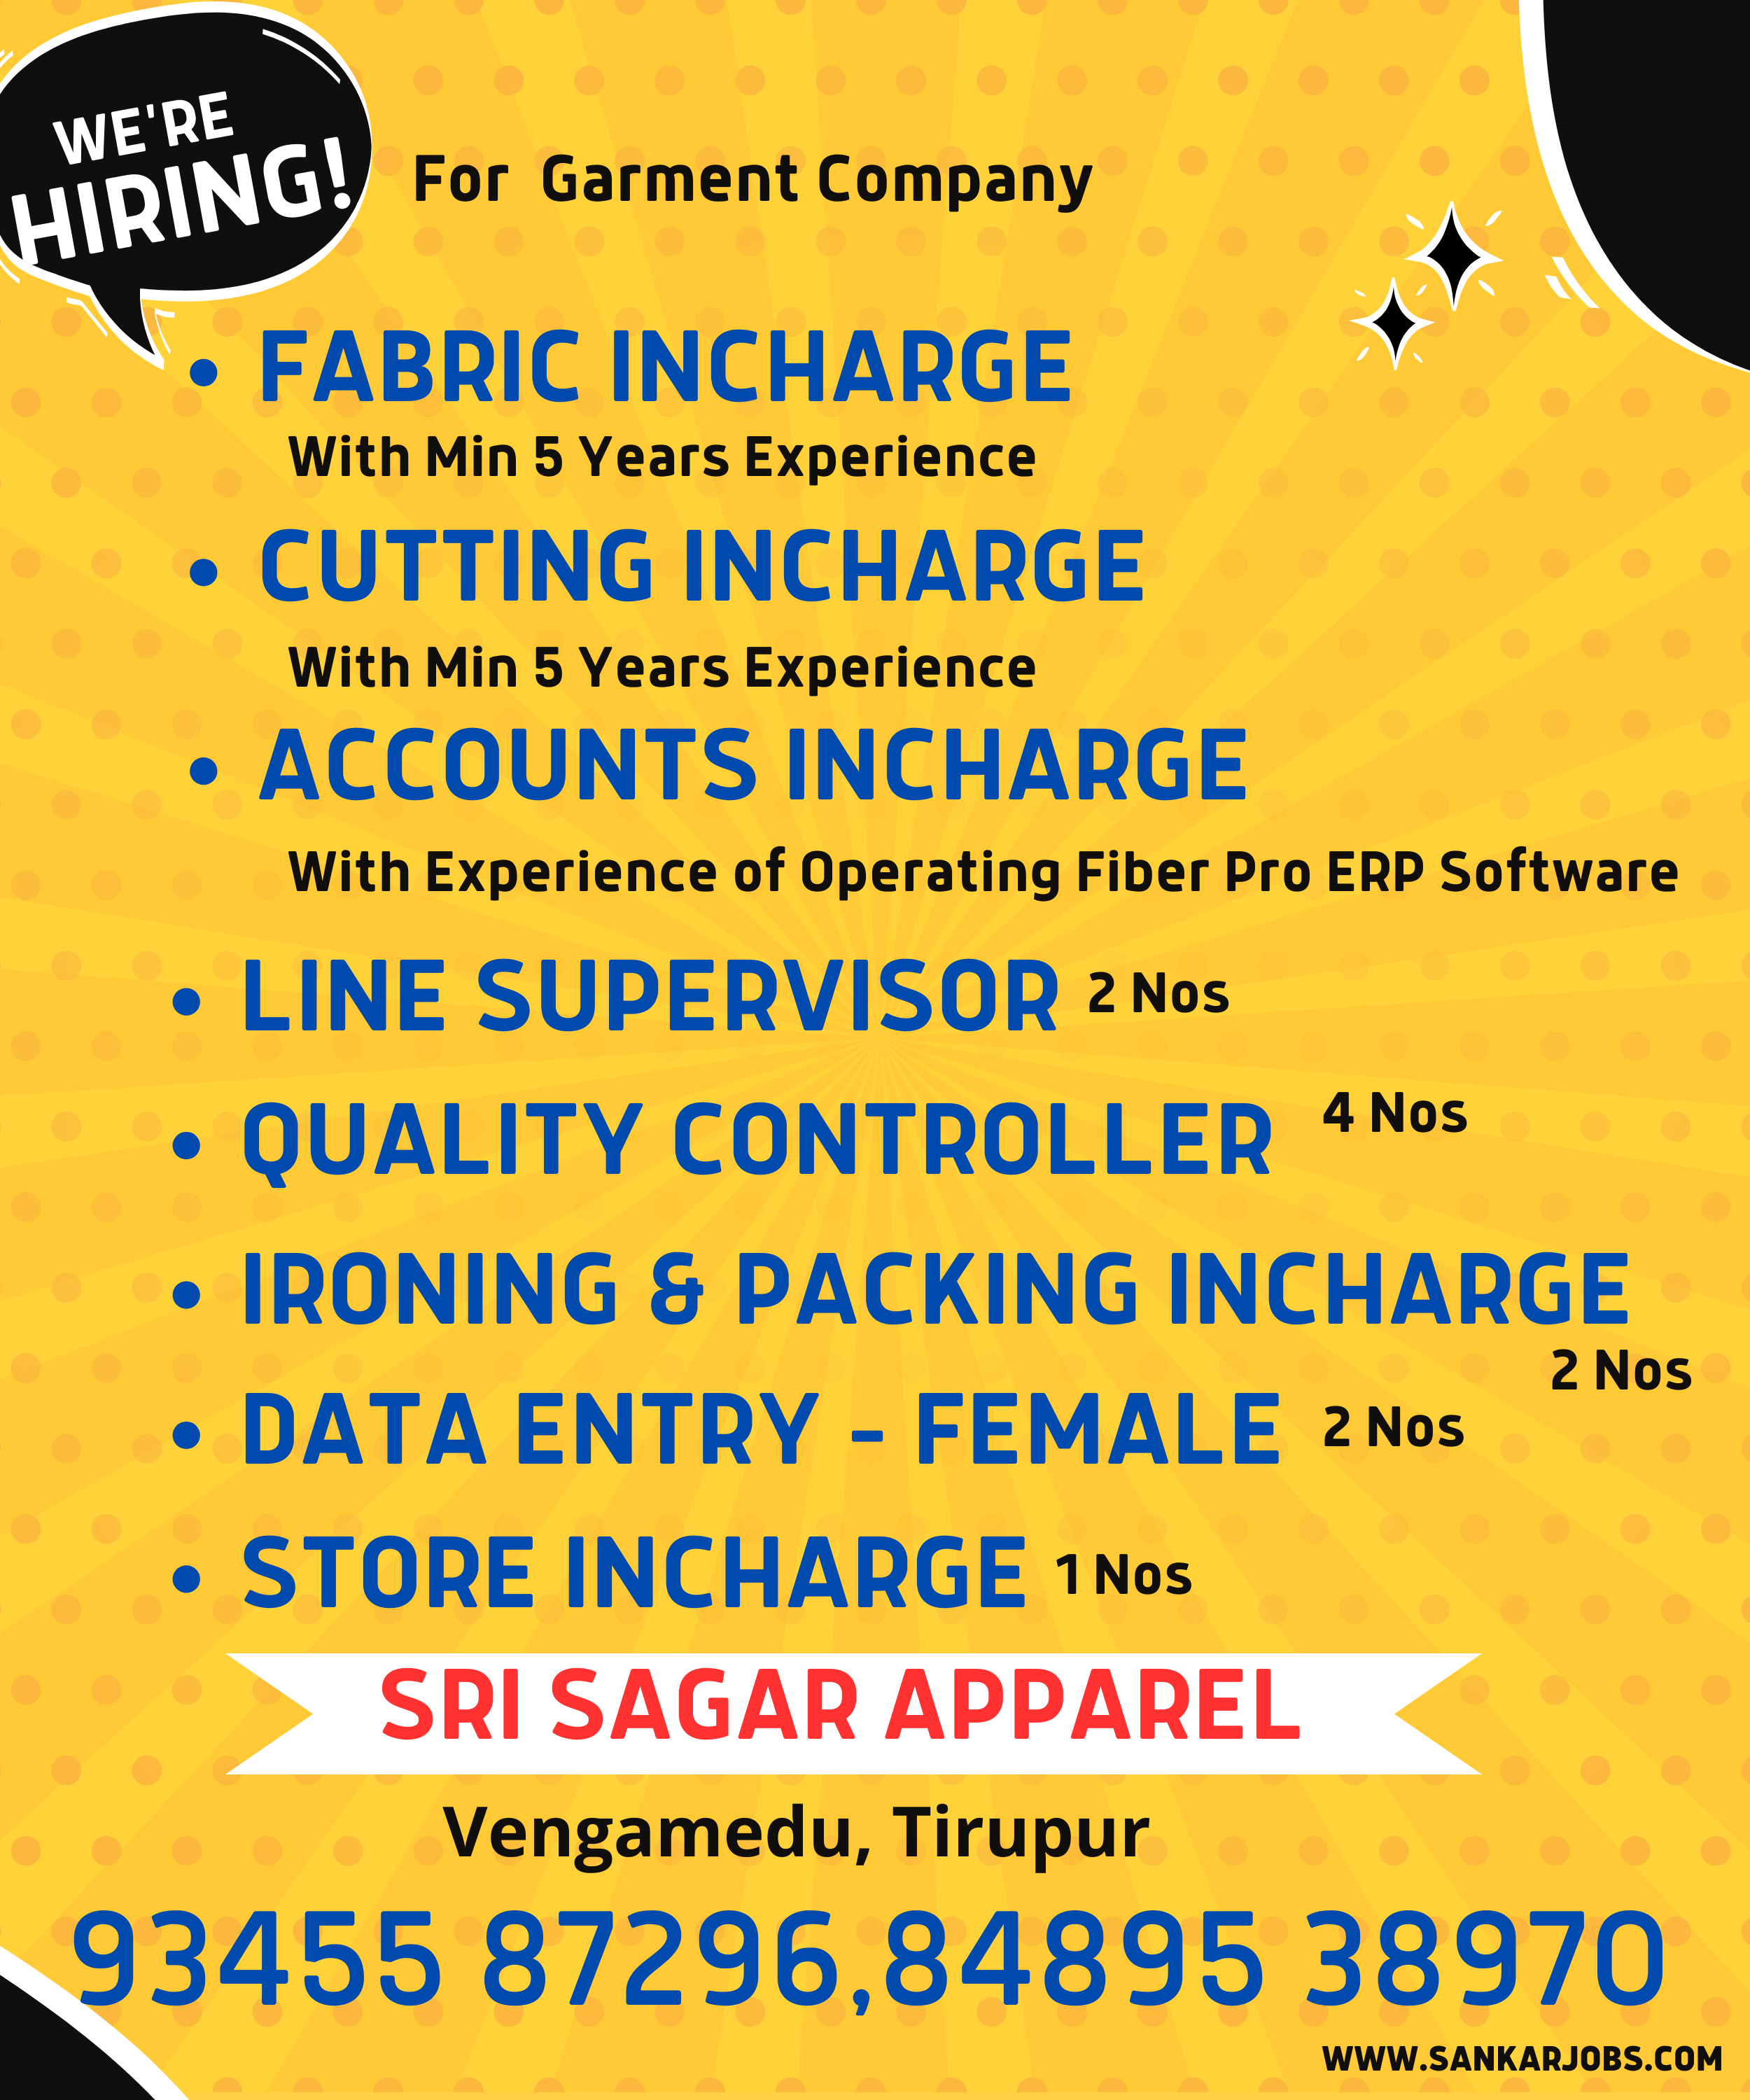 WE'RE
HIRING!
For Garment Company
• FABRIC INCHARGE
With Min 5 Years Experience
• CUTTING INCHARGE
With Min 5 Years Experience
• ACCOUNTS INCHARGE
With Experience of Operating Fiber Pro ERP Software
• LINE SUPERVISOR 2 Nos
• QUALITY CONTROLLER 4 Nos
• IRONING & PACKING INCHARGE
2 Nos
• DATA ENTRY - FEMALE 2 Nos
• STORE INCHARGE 1 Nos
SRI SAGAR APPAREL
Vengamedu, Tirupur
93455 87296,84895 38970
WWW.SANKARJOBS.COM